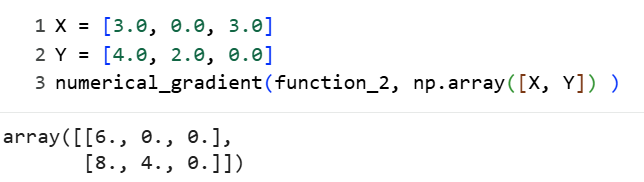 1 X = [3.0, 0.0, 3.0]
2 Y = [4.0, 2.0, 0.0]
3 numerical_gradient(function_2, np.array([X, Y]) )
array([[6., 0., 0.],
       [8., 4., 0.]])